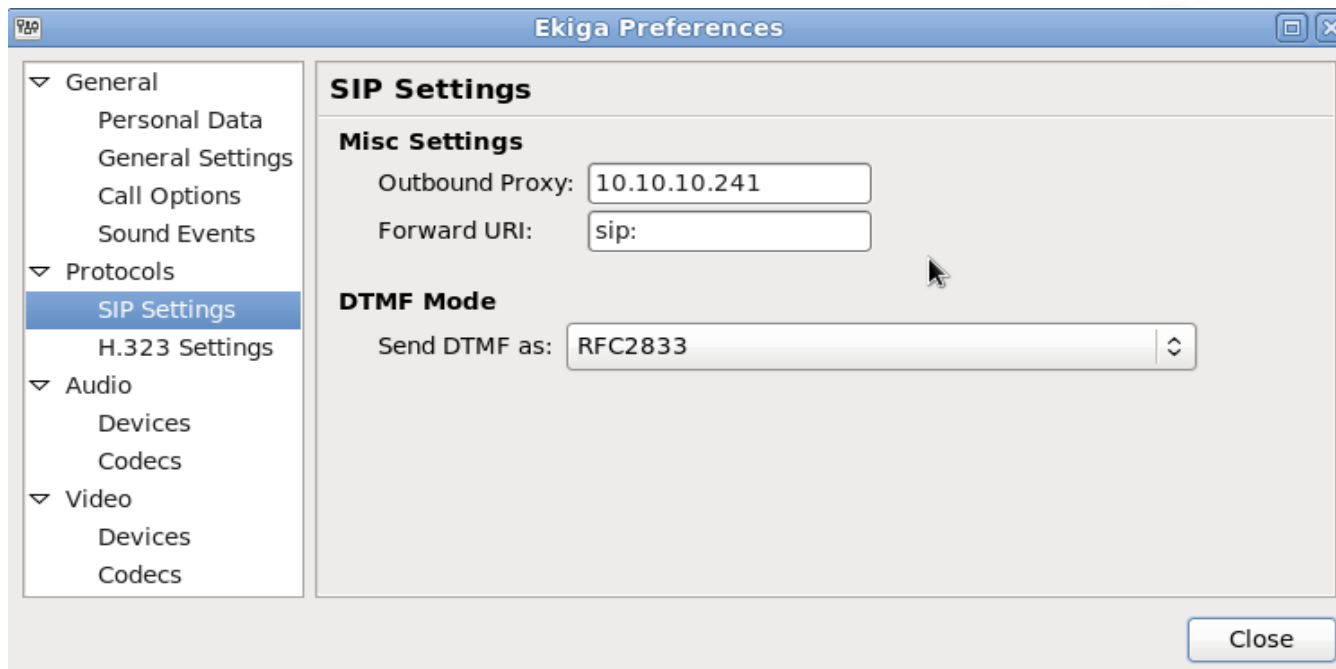 Ekiga Preferences
General
Personal Data
General Settings
Call Options
Sound Events
Protocols
SIP Settings
H.323 Settings
Audio
Devices
Codecs
Video
Devices
Codecs
SIP Settings
Misc Settings
Outbound Proxy: 10.10.10.241
Forward URI: sip:
DTMF Mode
Send DTMF as: RFC2833
Close